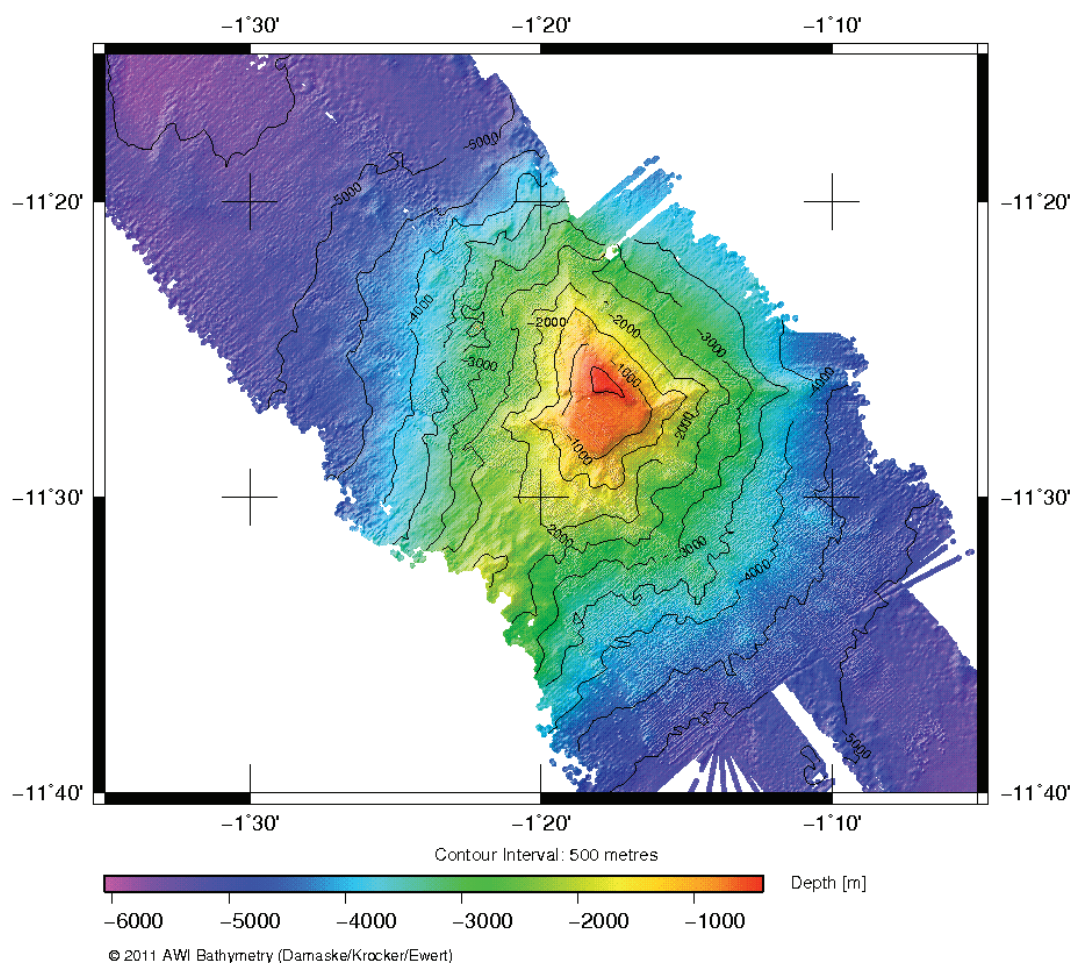 −1˚30' −1˚20' −1˚10'
−5000
−5000
−11˚20' −11˚20'
−4000
−2000 −2000
−3000
−3000
−1000
−4000
−2000
−1000
−11˚30' −11˚30'
−2000
−3000
−4000
−5000
−11˚40' −11˚40'
−1˚30' −1˚20' −1˚10'
Contour Interval: 500 metres
Depth [m]
−6000 −5000 −4000 −3000 −2000 −1000
© 2011 AWI Bathymetry (Damaske/Krocker/Ewert)